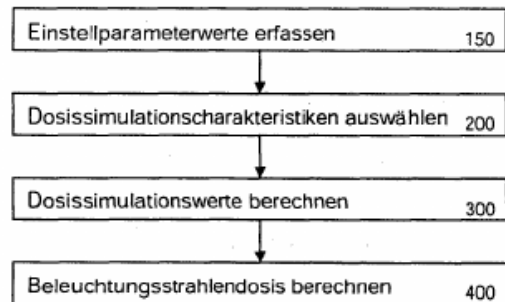 Einstellparameterwerte erfassen 150
Dosissimulationscharakteristiken auswählen 200
Dosissimulationswerte berechnen 300
Beleuchtungsstrahlendosis berechnen 400